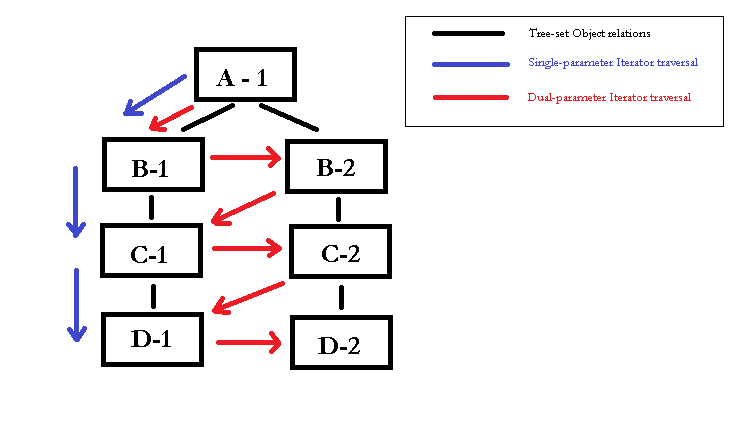 A - 1
Tree-set Object relations
Single-parameter Iterator traversal
Dual-parameter Iterator traversal
B-1
B-2
C-1
C-2
D-1
D-2